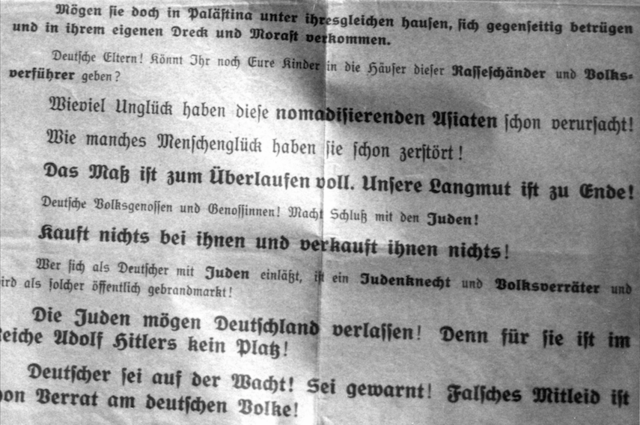 Mögen sie doch in Palästina unter ihresgleichen hausen, sich gegenseitig betrügen
und in ihrem eigenen Dreck und Morast verkommen.
Deutsche Eltern! Könnt Ihr noch Eure Kinder in die Häuser dieser Rasseschänder und Volks-
verführer geben?
Wieviel Unglück haben diese nomadisierenden Asiaten schon verursacht!
Wie manches Menschenglück haben sie schon zerstört!
Das Maß ist zum Überlaufen voll. Unsere Langmut ist zu Ende!
Deutsche Volksgenossen und Genossinnen! Macht Schluß mit den Juden!
Kauft nichts bei ihnen und verkauft ihnen nichts!
Wer sich als Deutscher mit Juden einläßt, ist ein Judenknecht und Volksverräter und
ird als solcher öffentlich gebrandmarkt!
Die Juden mögen Deutschland verlassen! Denn für sie ist im
eiche Adolf Hitlers kein Platz!
Deutscher sei auf der Wacht! Sei gewarnt! Falsches Mitleid ist
hon Verrat am deutschen Volke!